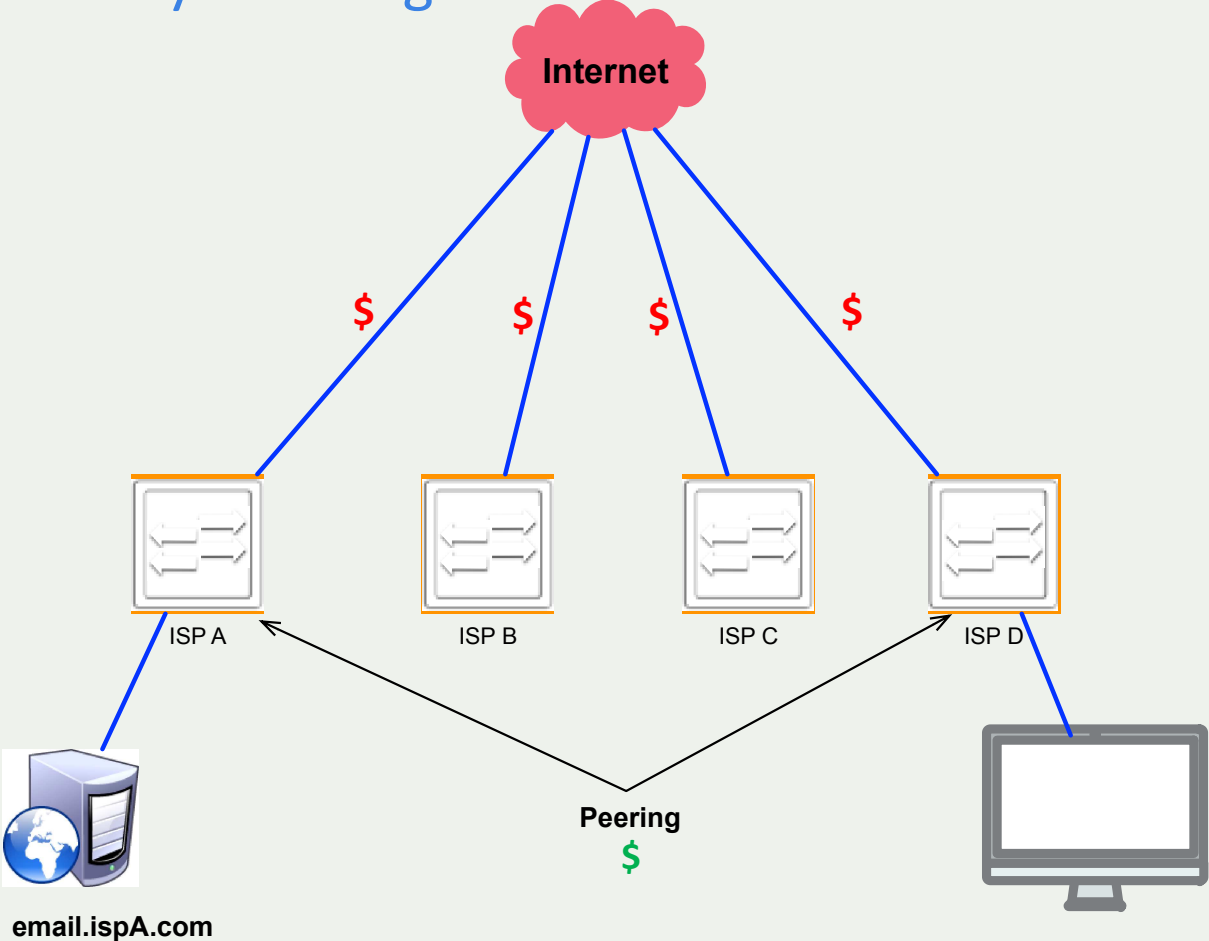 Internet
$ $ $ $
ISP A ISP B ISP C ISP D
Peering
$
email.ispA.com